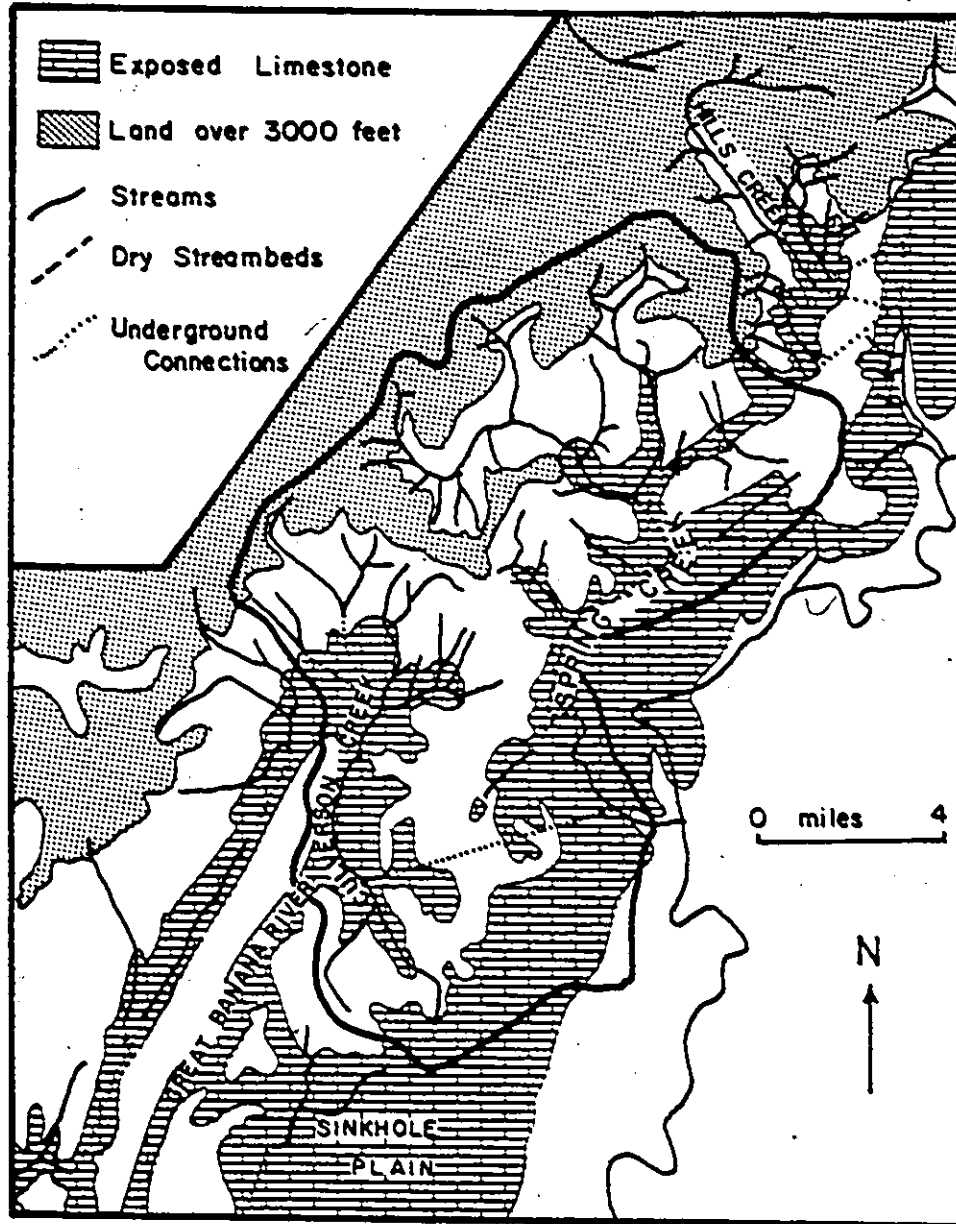 Exposed Limestone
Land over 3000 feet
Streams
Dry Streambeds
Underground
Connections
HILLS CREEK
SPRING CREEK
CREEK
GREAT BANANA RIVER
0 miles 4
N
SINKHOLE
PLAIN